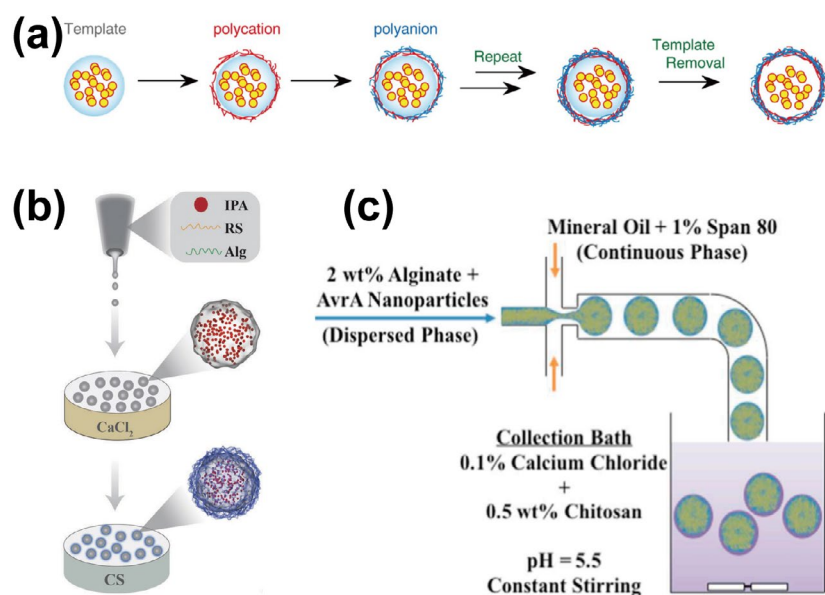 (a)
Template
polycation
polyanion
Repeat
Template
Removal
(b)
IPA
RS
Alg
CaCl₂
CS
(c)
Mineral Oil + 1% Span 80
(Continuous Phase)
2 wt% Alginate +
AvrA Nanoparticles
(Dispersed Phase)
Collection Bath
0.1% Calcium Chloride
+
0.5 wt% Chitosan
pH = 5.5
Constant Stirring